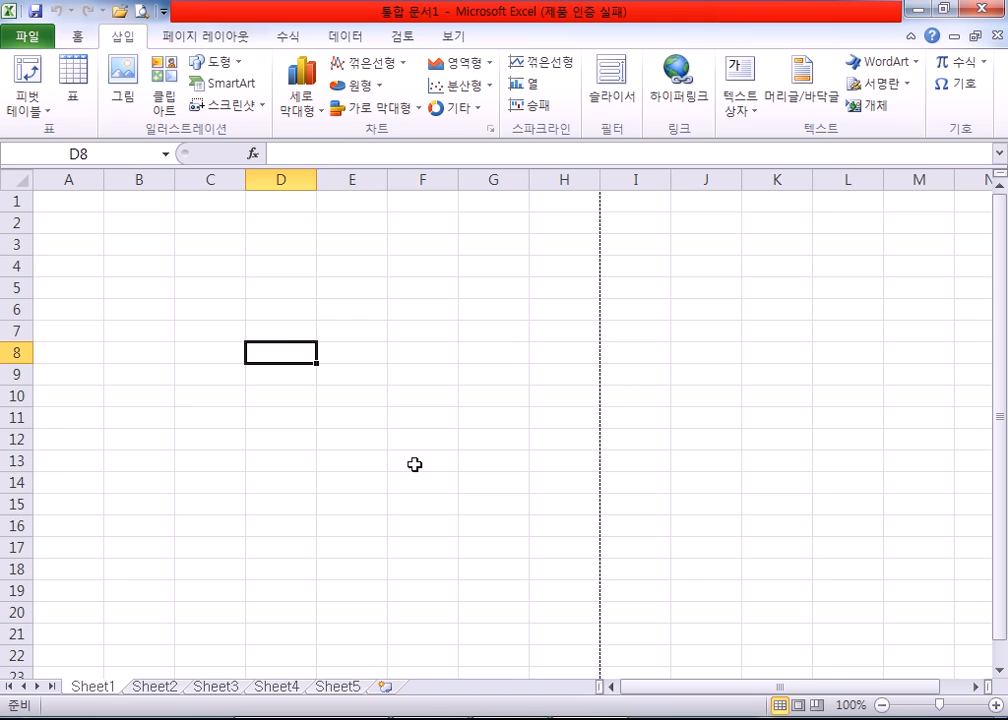 통합 문서1 - Microsoft Excel (제품 인증 실패)
파일 홈 삽입 페이지 레이아웃 수식 데이터 검토 보기
피벗 테이블
표
표
그림
클립 아트
도형
SmartArt
스크린샷
일러스트레이션
세로 막대형
꺾은선형
원형
가로 막대형
영역형
분산형
기타
차트
꺾은선형
열
승패
스파크라인
슬라이서
필터
하이퍼링크
링크
텍스트 상자
머리글/바닥글
WordArt
서명란
개체
텍스트
수식
기호
기호
D8 fx
A B C D E F G H I J K L M N
1
2
3
4
5
6
7
8
9
10
11
12
13
14
15
16
17
18
19
20
21
22
23
Sheet1 Sheet2 Sheet3 Sheet4 Sheet5
준비 100%